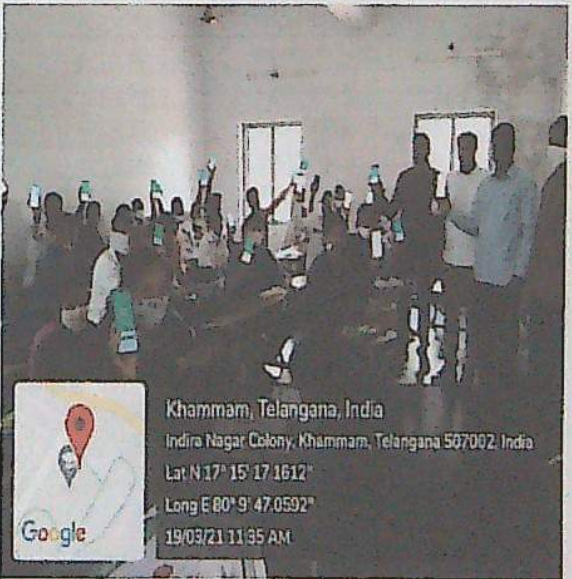 Khammam, Telangana, India
Indira Nagar Colony, Khammam, Telangana 507002, India
Lat N 17° 15' 17.1612"
Long E 80° 9' 47.0592"
19/03/21 11:35 AM
Google